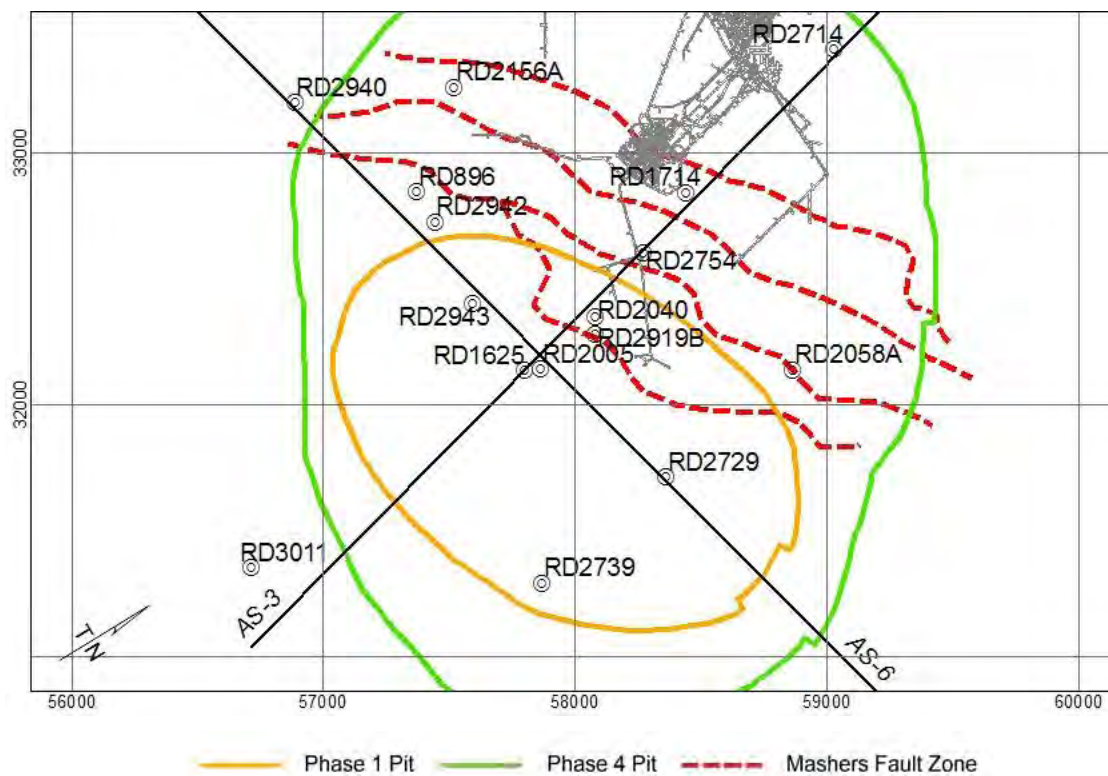 RD2714
RD2156A
RD2940
33000
RD896
RD1714
RD2942
RD2754
RD2943
RD2040
RD2919B
RD1625
RD2005
RD2058A
32000
RD2729
RD3011
RD2739
AS-3
T N
AS-6
56000
57000
58000
59000
60000
Phase 1 Pit
Phase 4 Pit
Mashers Fault Zone